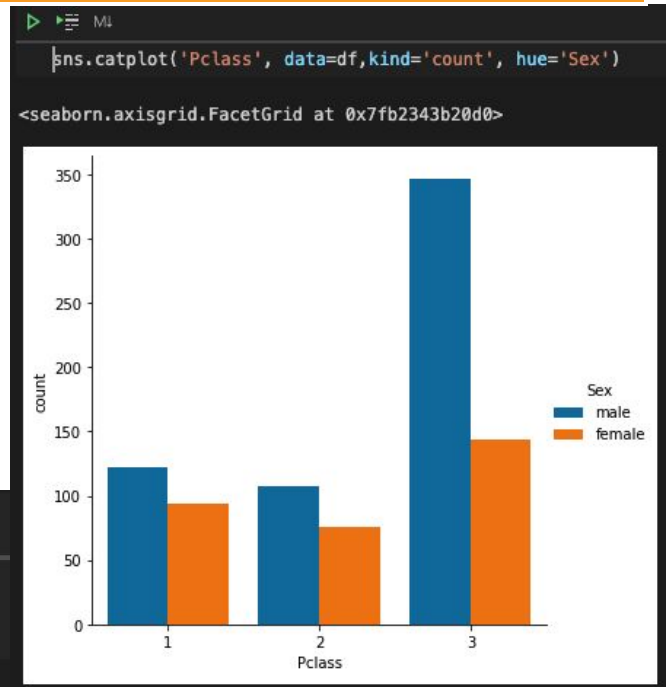 M↓
sns.catplot('Pclass', data=df,kind='count', hue='Sex')
<seaborn.axisgrid.FacetGrid at 0x7fb2343b20d0>
350
300
250
200
150
100
50
0
count
1 2 3
Pclass
Sex
male
female